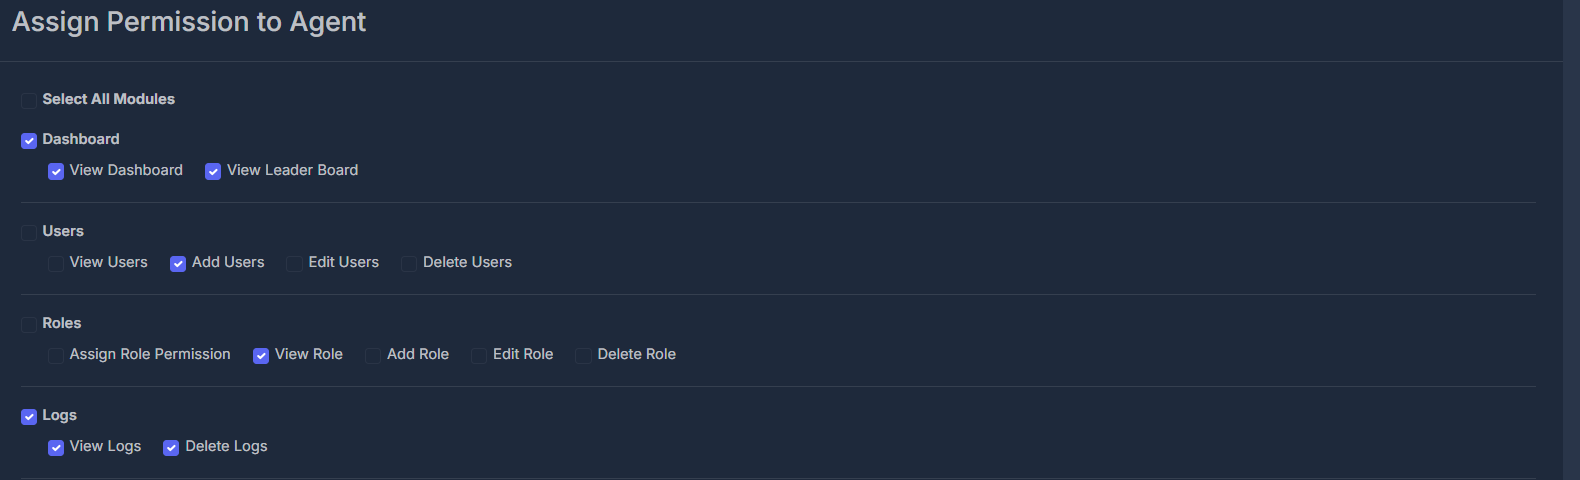 Assign Permission to Agent
Select All Modules
Dashboard
View Dashboard View Leader Board
Users
View Users Add Users Edit Users Delete Users
Roles
Assign Role Permission View Role Add Role Edit Role Delete Role
Logs
View Logs Delete Logs